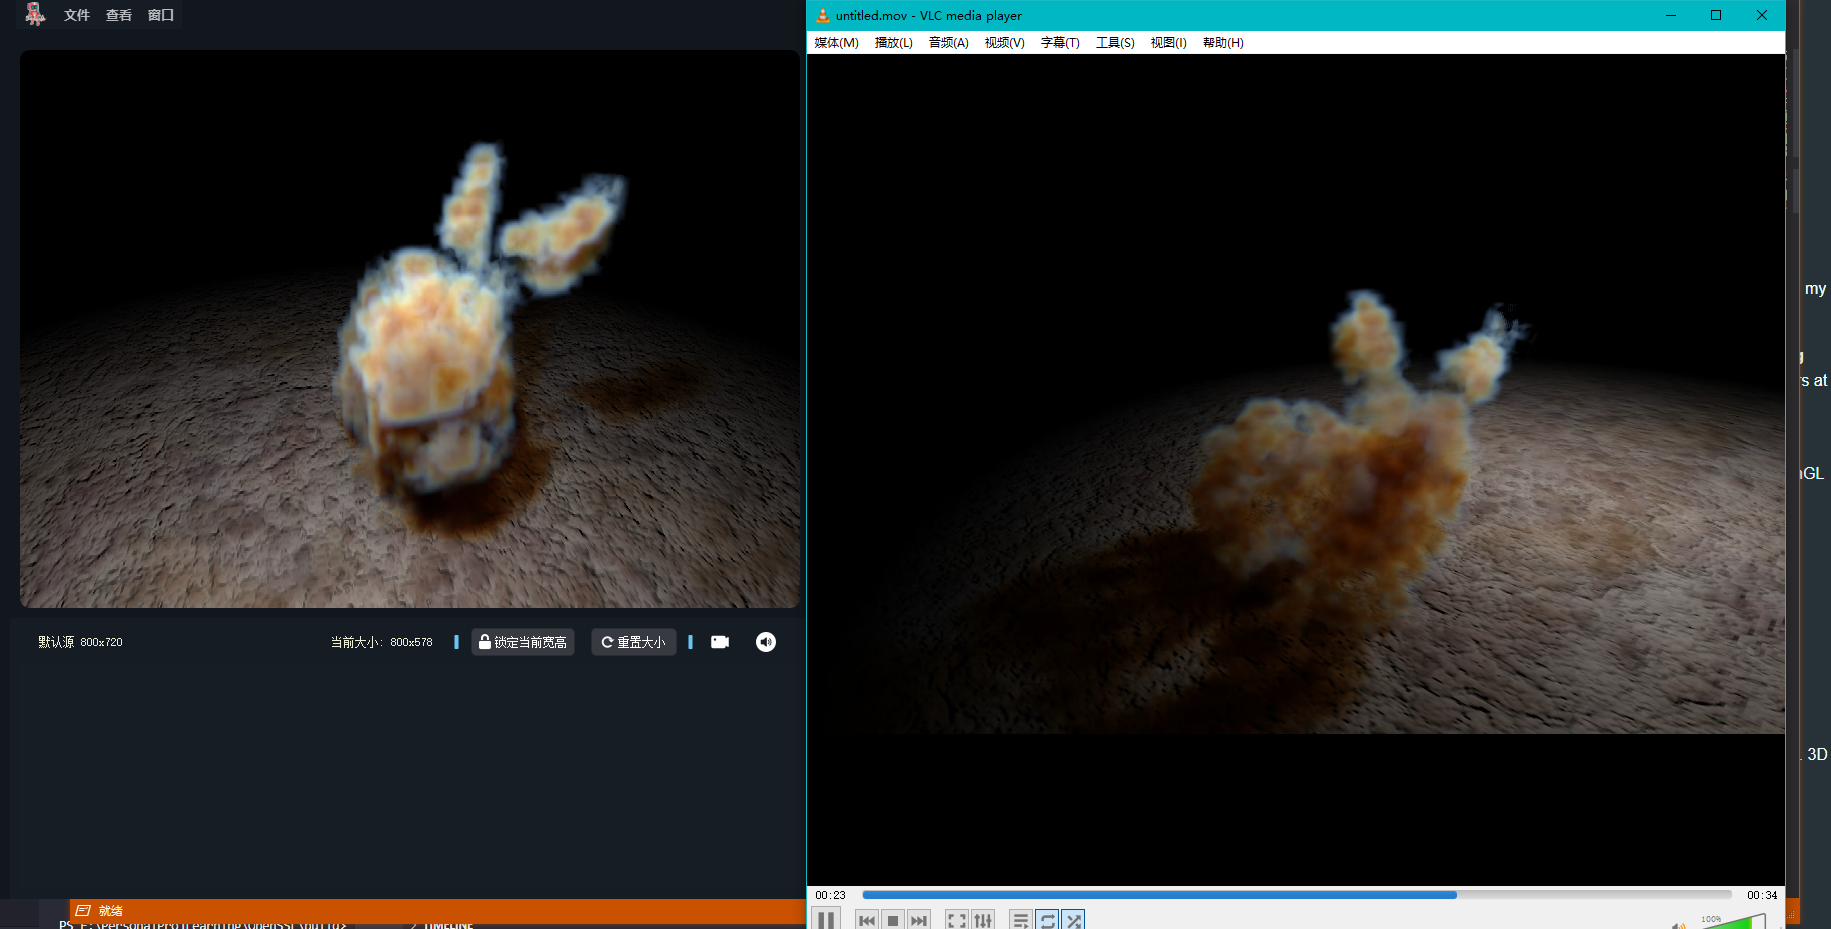 文件 查看 窗口
untitled.mov - VLC media player
媒体(M) 播放(L) 音频(A) 视频(V) 字幕(T) 工具(S) 视图(I) 帮助(H)
my
rs at
GL
3D
默认源 800x720
当前大小: 800x578
锁定当前宽高
重置大小
00:23
00:34
100%
就绪
TIMELINE